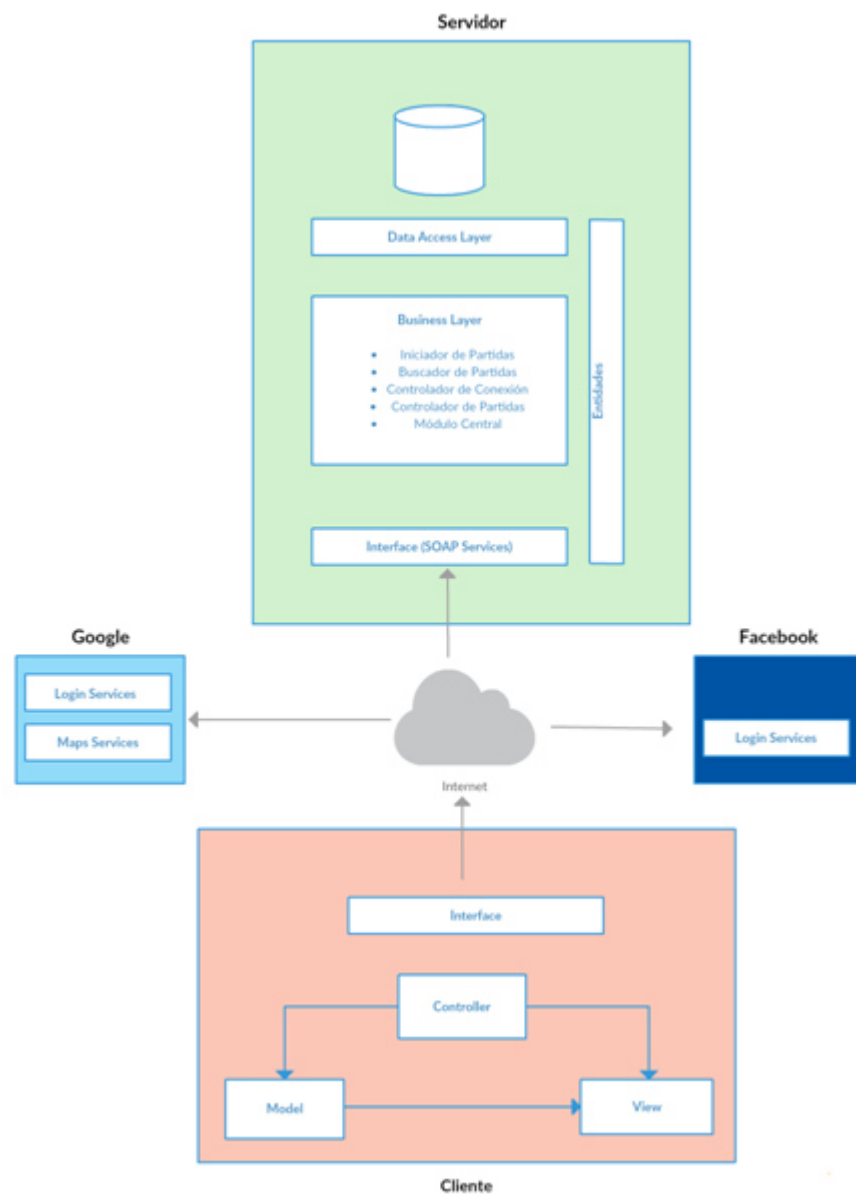 Servidor
Data Access Layer
Business Layer
• Iniciador de Partidas
• Buscador de Partidas
• Controlador de Conexión
• Controlador de Partidas
• Módulo Central
Entidades
Interface (SOAP Services)
Google
Login Services
Maps Services
Facebook
Login Services
Internet
Interface
Controller
Model
View
Cliente